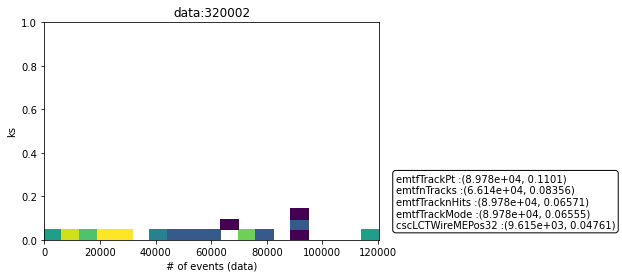 data:320002
1.0
0.8
0.6
0.4
0.2
0.0
ks
0 20000 40000 60000 80000 100000 120000
# of events (data)
emtfTrackPt :(8.978e+04, 0.1101)
emtfnTracks :(6.614e+04, 0.08356)
emtfTracknHits :(8.978e+04, 0.06571)
emtfTrackMode :(8.978e+04, 0.06555)
cscLCTWireMEPos32 :(9.615e+03, 0.04761)